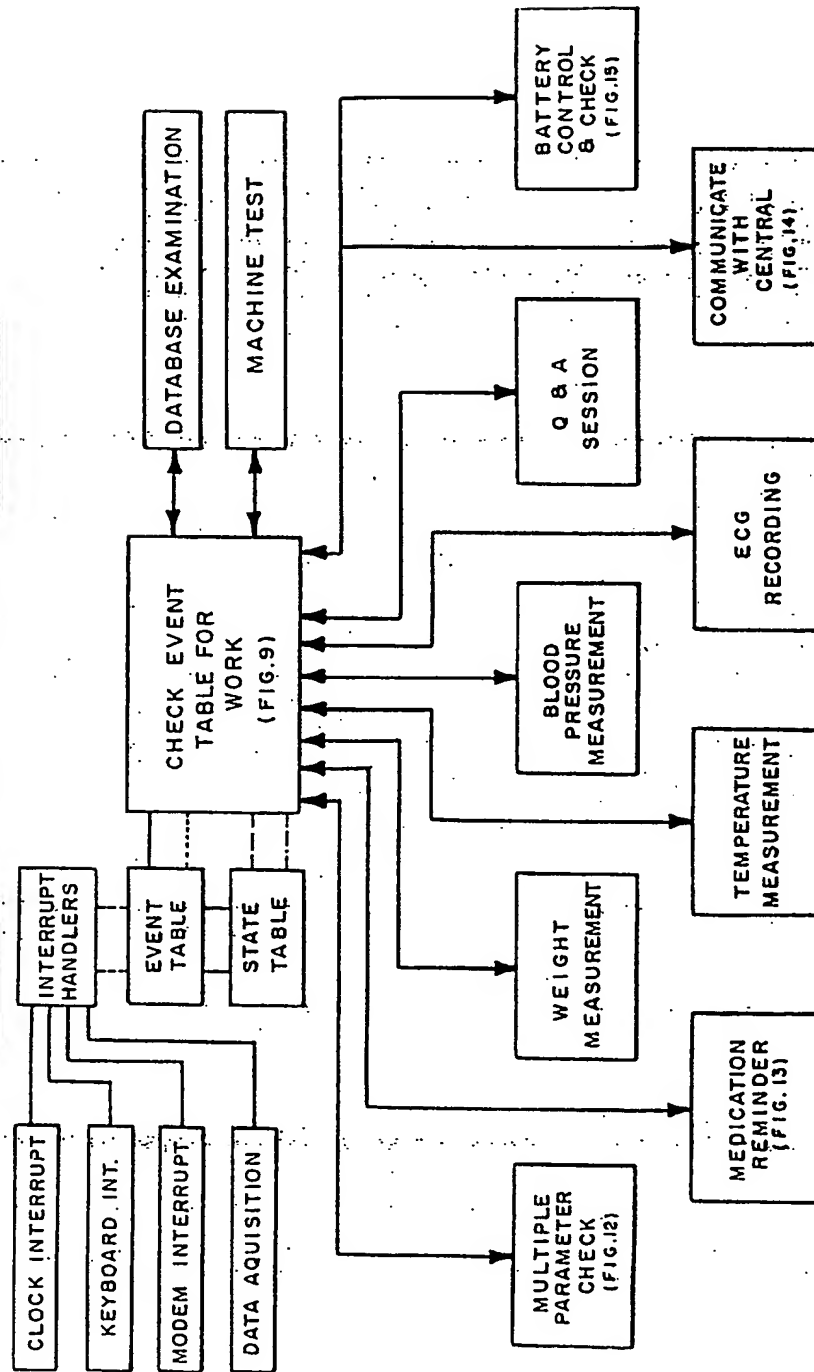 CLOCK INTERRUPT
KEYBOARD INT.
MODEM INTERRUPT
DATA AQUISITION
INTERRUPT
HANDLERS
EVENT
TABLE
STATE
TABLE
CHECK EVENT
TABLE FOR
WORK
(FIG.9)
DATABASE EXAMINATION
MACHINE TEST
MULTIPLE
PARAMETER
CHECK
(FIG.12)
MEDICATION
REMINDER
(FIG. 13)
WEIGHT
MEASUREMENT
TEMPERATURE
MEASUREMENT
BLOOD
PRESSURE
MEASUREMENT
ECG
RECORDING
Q & A
SESSION
COMMUNICATE
WITH
CENTRAL
(FIG.14)
BATTERY
CONTROL
& CHECK
(FIG.15)